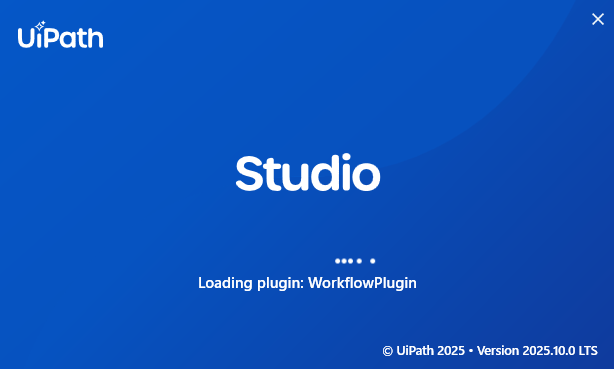 UiPath
Studio
Loading plugin: WorkflowPlugin
© UiPath 2025 • Version 2025.10.0 LTS